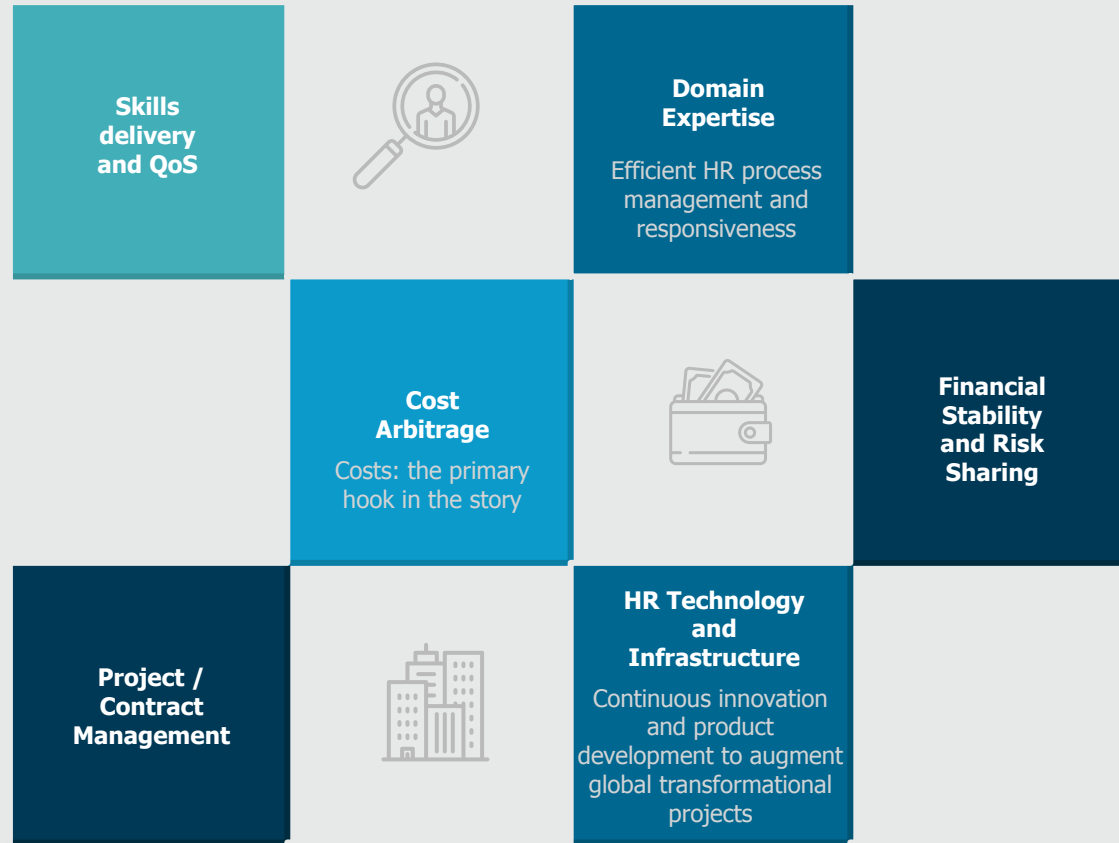 Skills
delivery
and QoS
Domain
Expertise
Efficient HR process
management and
responsiveness
Cost
Arbitrage
Costs: the primary
hook in the story
Financial
Stability
and Risk
Sharing
Project /
Contract
Management
HR Technology
and
Infrastructure
Continuous innovation
and product
development to augment
global transformational
projects